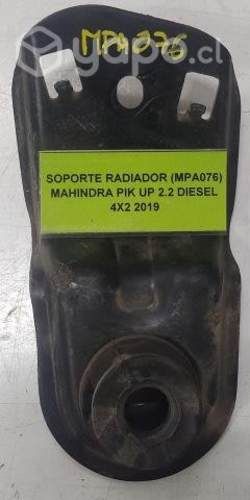 yapo.cl
MPA076
SOPORTE RADIADOR (MPA076)
MAHINDRA PIK UP 2.2 DIESEL
4X2 2019